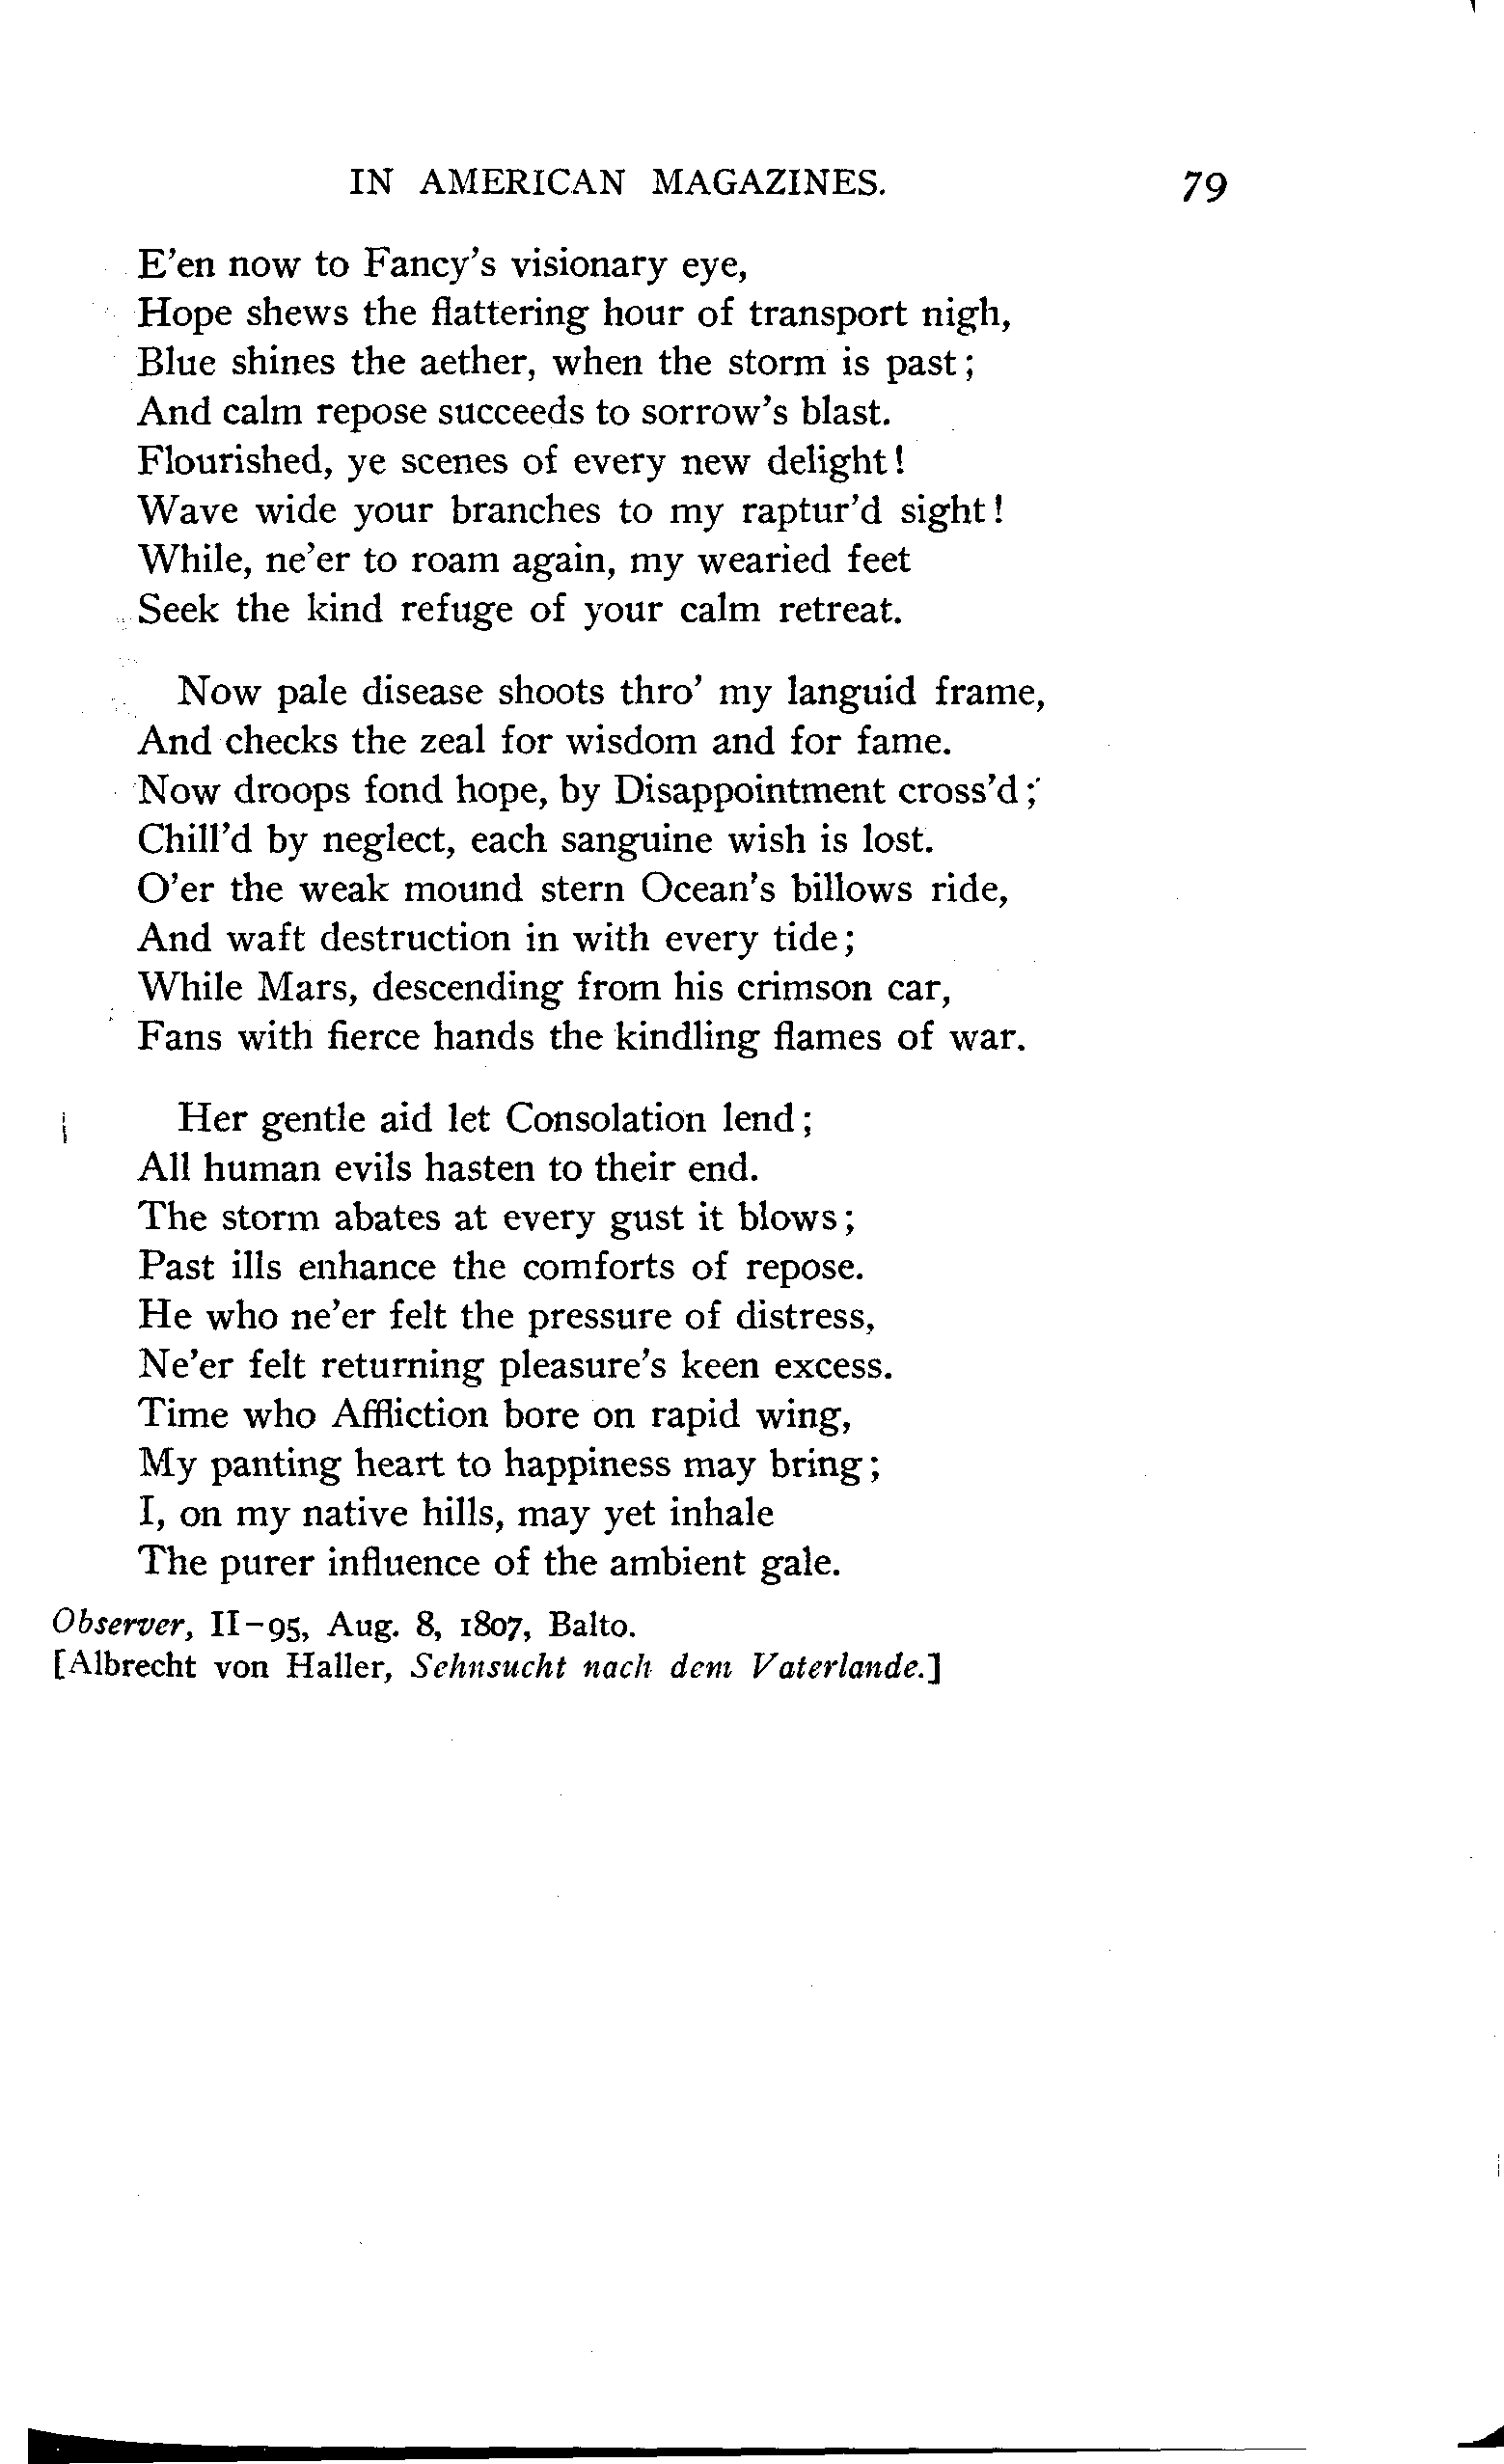 IN AMERICAN MAGAZINES. 79
E'en now to Fancy's visionary eye,
Hope shews the flattering hour of transport nigh,
Blue shines the aether, when the storm is past;
And calm repose succeeds to sorrow's blast.
Flourished, ye scenes of every new delight!
Wave wide your branches to my raptur'd sight!
While, ne'er to roam again, my wearied feet
Seek the kind refuge of your calm retreat.
Now pale disease shoots thro' my languid frame,
And checks the zeal for wisdom and for fame.
Now droops fond hope, by Disappointment cross'd;
Chill'd by neglect, each sanguine wish is lost.
O'er the weak mound stern Ocean's billows ride,
And waft destruction in with every tide;
While Mars, descending from his crimson car,
Fans with fierce hands the kindling flames of war.
Her gentle aid let Consolation lend;
All human evils hasten to their end.
The storm abates at every gust it blows;
Past ills enhance the comforts of repose.
He who ne'er felt the pressure of distress,
Ne'er felt returning pleasure's keen excess.
Time who Affliction bore on rapid wing,
My panting heart to happiness may bring;
I, on my native hills, may yet inhale
The purer influence of the ambient gale.
Observer, II-95, Aug. 8, 1807, Balto.
[Albrecht von Haller, Sehnsucht nach dem Vaterlande.]